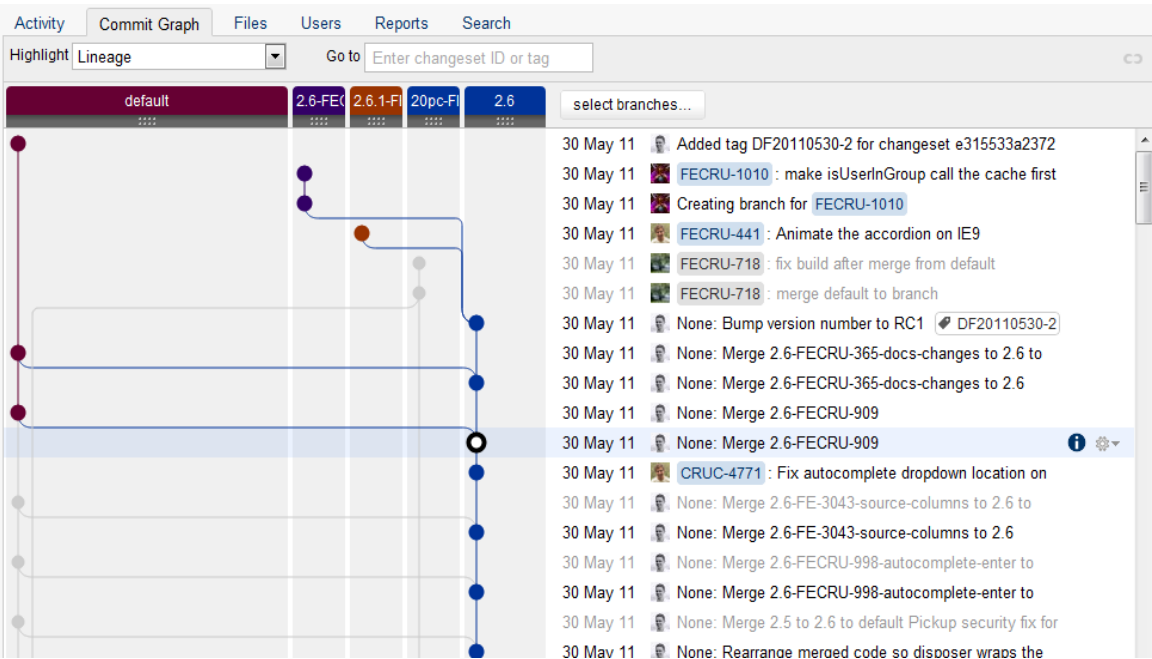 Activity Commit Graph Files Users Reports Search
Highlight Lineage Go to Enter changeset ID or tag
default 2.6-FEC 2.6.1-FI 20pc-FI 2.6 select branches...
30 May 11 Added tag DF20110530-2 for changeset e315533a2372
30 May 11 FECRU-1010 : make isUserInGroup call the cache first
30 May 11 Creating branch for FECRU-1010
30 May 11 FECRU-441 : Animate the accordion on IE9
30 May 11 FECRU-718 : fix build after merge from default
30 May 11 FECRU-718 : merge default to branch
30 May 11 None: Bump version number to RC1 DF20110530-2
30 May 11 None: Merge 2.6-FECRU-365-docs-changes to 2.6 to
30 May 11 None: Merge 2.6-FECRU-365-docs-changes to 2.6
30 May 11 None: Merge 2.6-FECRU-909
30 May 11 None: Merge 2.6-FECRU-909
30 May 11 CRUC-4771 : Fix autocomplete dropdown location on
30 May 11 None: Merge 2.6-FE-3043-source-columns to 2.6 to
30 May 11 None: Merge 2.6-FE-3043-source-columns to 2.6
30 May 11 None: Merge 2.6-FECRU-998-autocomplete-enter to
30 May 11 None: Merge 2.6-FECRU-998-autocomplete-enter to
30 May 11 None: Merge 2.5 to 2.6 to default Pickup security fix for
30 May 11 None: Rearrange merged code so disposer wraps the